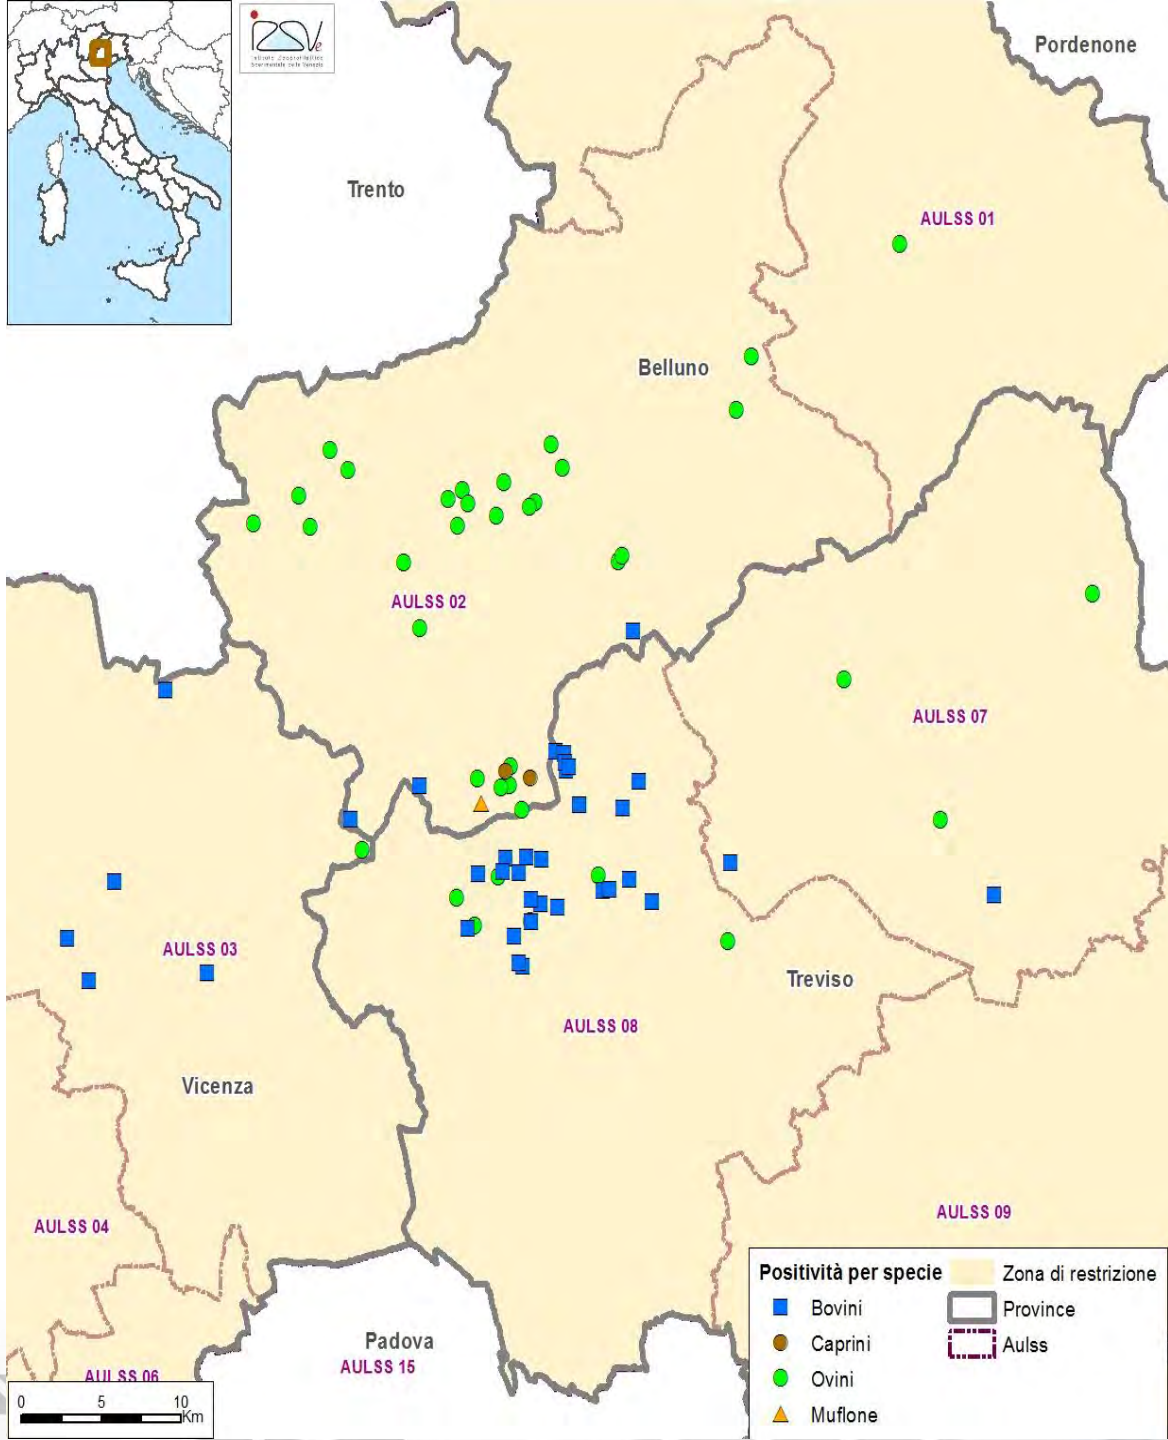 IZSVe
Pordenone
Trento
AULSS 01
Belluno
AULSS 02
AULSS 07
AULSS 03
Treviso
AULSS 08
Vicenza
AULSS 04
AULSS 09
Padova
AULSS 15
AULSS 06
0 5 10
Km
Positività per specie
Bovini
Caprini
Ovini
Muflone
Zona di restrizione
Province
Aulss